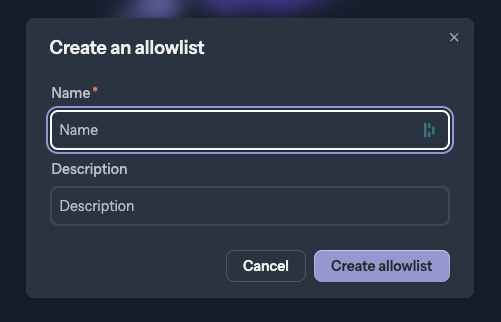 Create an allowlist
Name*
Name
Description
Description
Cancel
Create allowlist